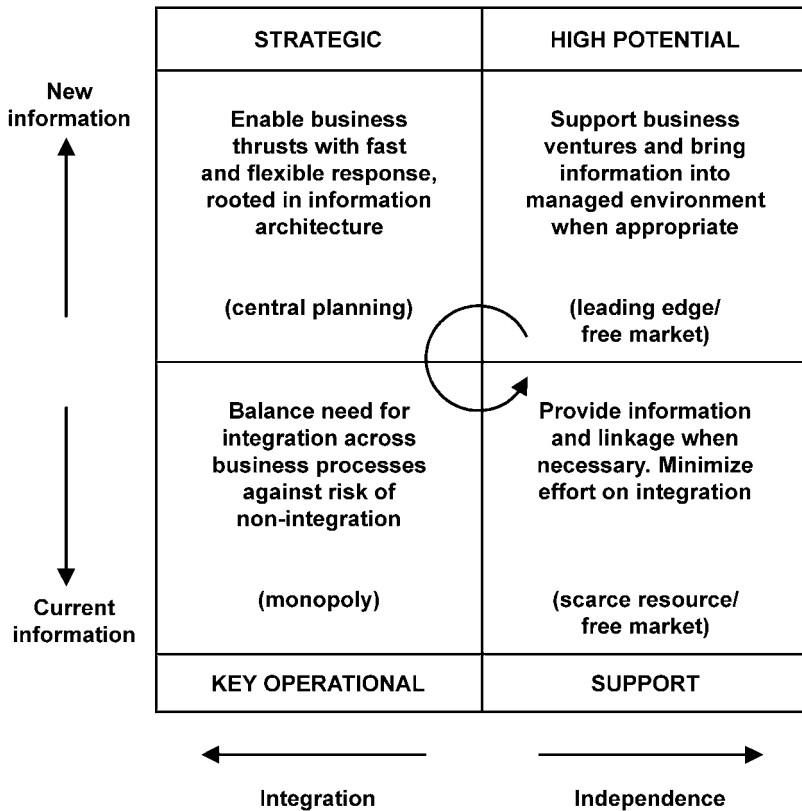 STRATEGIC
HIGH POTENTIAL
New
information
Enable business
thrusts with fast
and flexible response,
rooted in information
architecture
(central planning)
Support business
ventures and bring
information into
managed environment
when appropriate
(leading edge/
free market)
Balance need for
integration across
business processes
against risk of
non-integration
(monopoly)
Provide information
and linkage when
necessary. Minimize
effort on integration
(scarce resource/
free market)
Current
information
KEY OPERATIONAL
SUPPORT
Integration
Independence